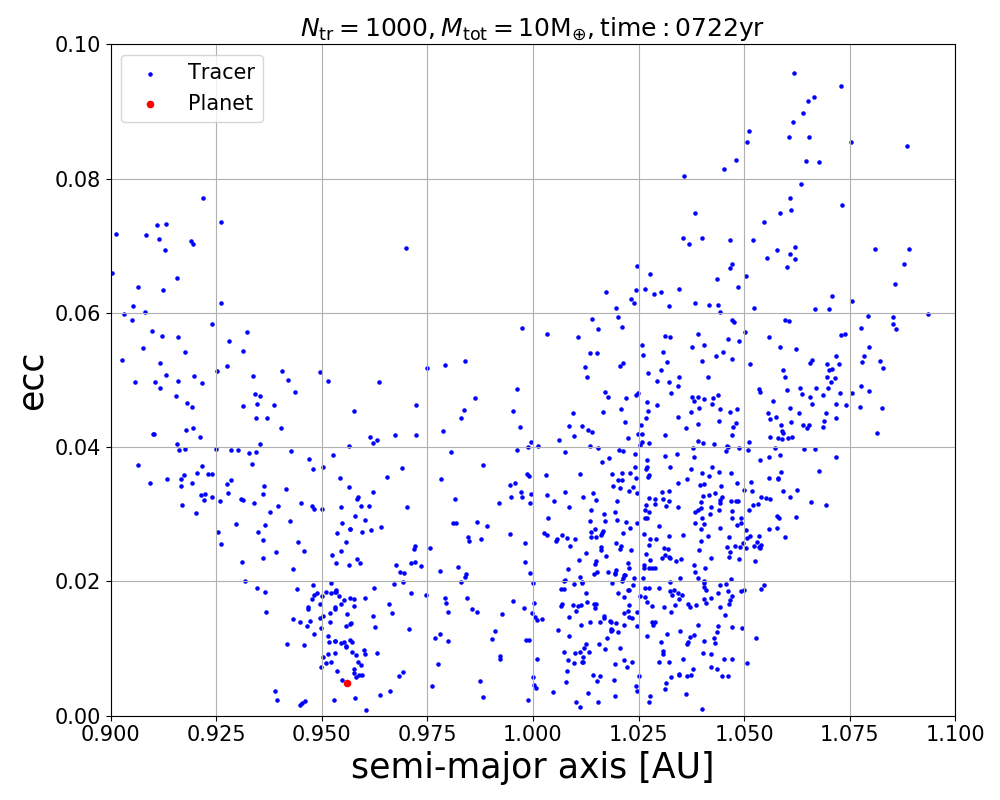 N_tr = 1000, M_tot = 10M_⊕, time : 0722yr
Tracer
Planet
0.10
0.08
0.06
0.04
0.02
0.00
ecc
0.900 0.925 0.950 0.975 1.000 1.025 1.050 1.075 1.100
semi-major axis [AU]